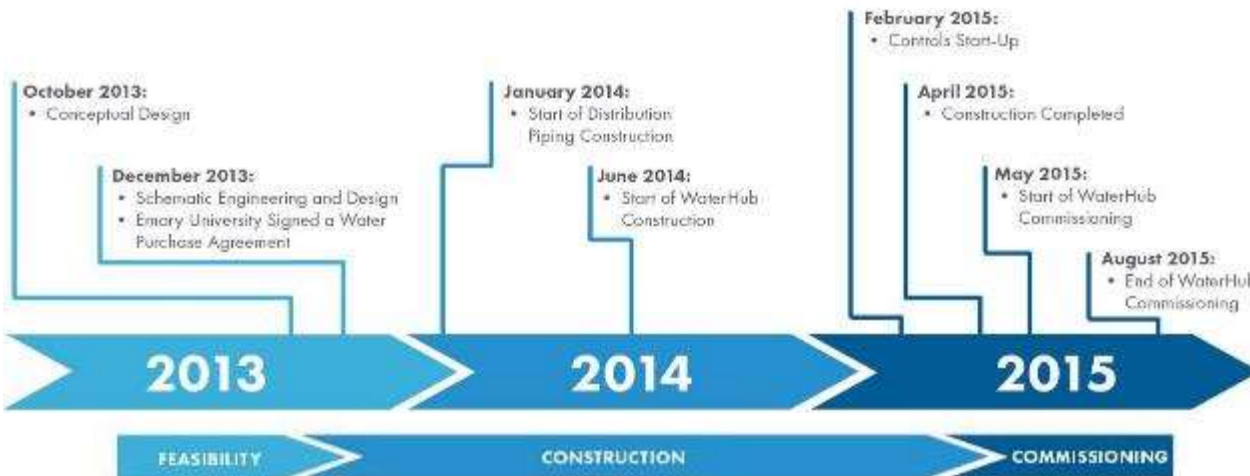 October 2013:
• Conceptual Design
December 2013:
• Schematic Engineering and Design
• Emory University Signed a Water
Purchase Agreement
January 2014:
• Start of Distribution
Piping Construction
June 2014:
• Start of WaterHub
Construction
February 2015:
• Controls Start-Up
April 2015:
• Construction Completed
May 2015:
• Start of WaterHub
Commissioning
August 2015:
• End of WaterHub
Commissioning
2013
2014
2015
FEASIBILITY
CONSTRUCTION
COMMISSIONING